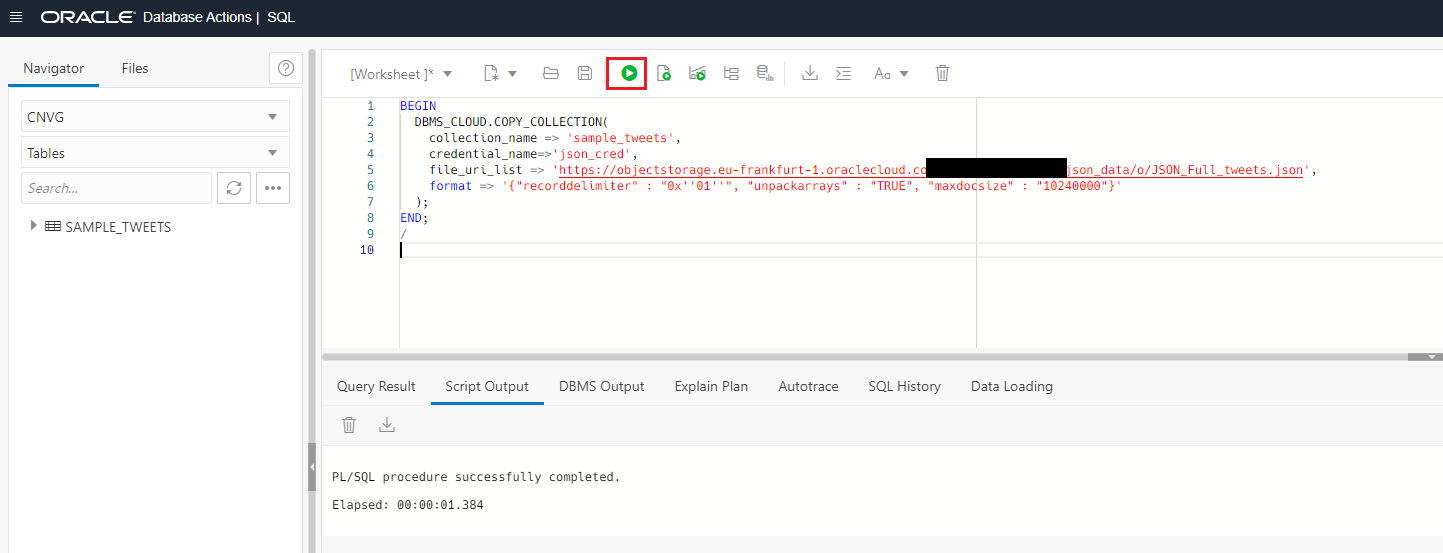 ORACLE Database Actions | SQL
Navigator Files
CNVG
Tables
Search...
SAMPLE_TWEETS
[Worksheet ]* Aa
1 BEGIN
2 DBMS_CLOUD.COPY_COLLECTION(
3 collection_name => 'sample_tweets',
4 credential_name=>'json_cred',
5 file_uri_list => 'https://objectstorage.eu-frankfurt-1.oraclecloud.co json_data/o/JSON_Full_tweets.json',
6 format => '{"recorddelimiter" : "0x''01''", "unpackarrays" : "TRUE", "maxdocsize" : "10240000"}'
7 );
8 END;
9 /
10
Query Result Script Output DBMS Output Explain Plan Autotrace SQL History Data Loading
PL/SQL procedure successfully completed.
Elapsed: 00:00:01.384